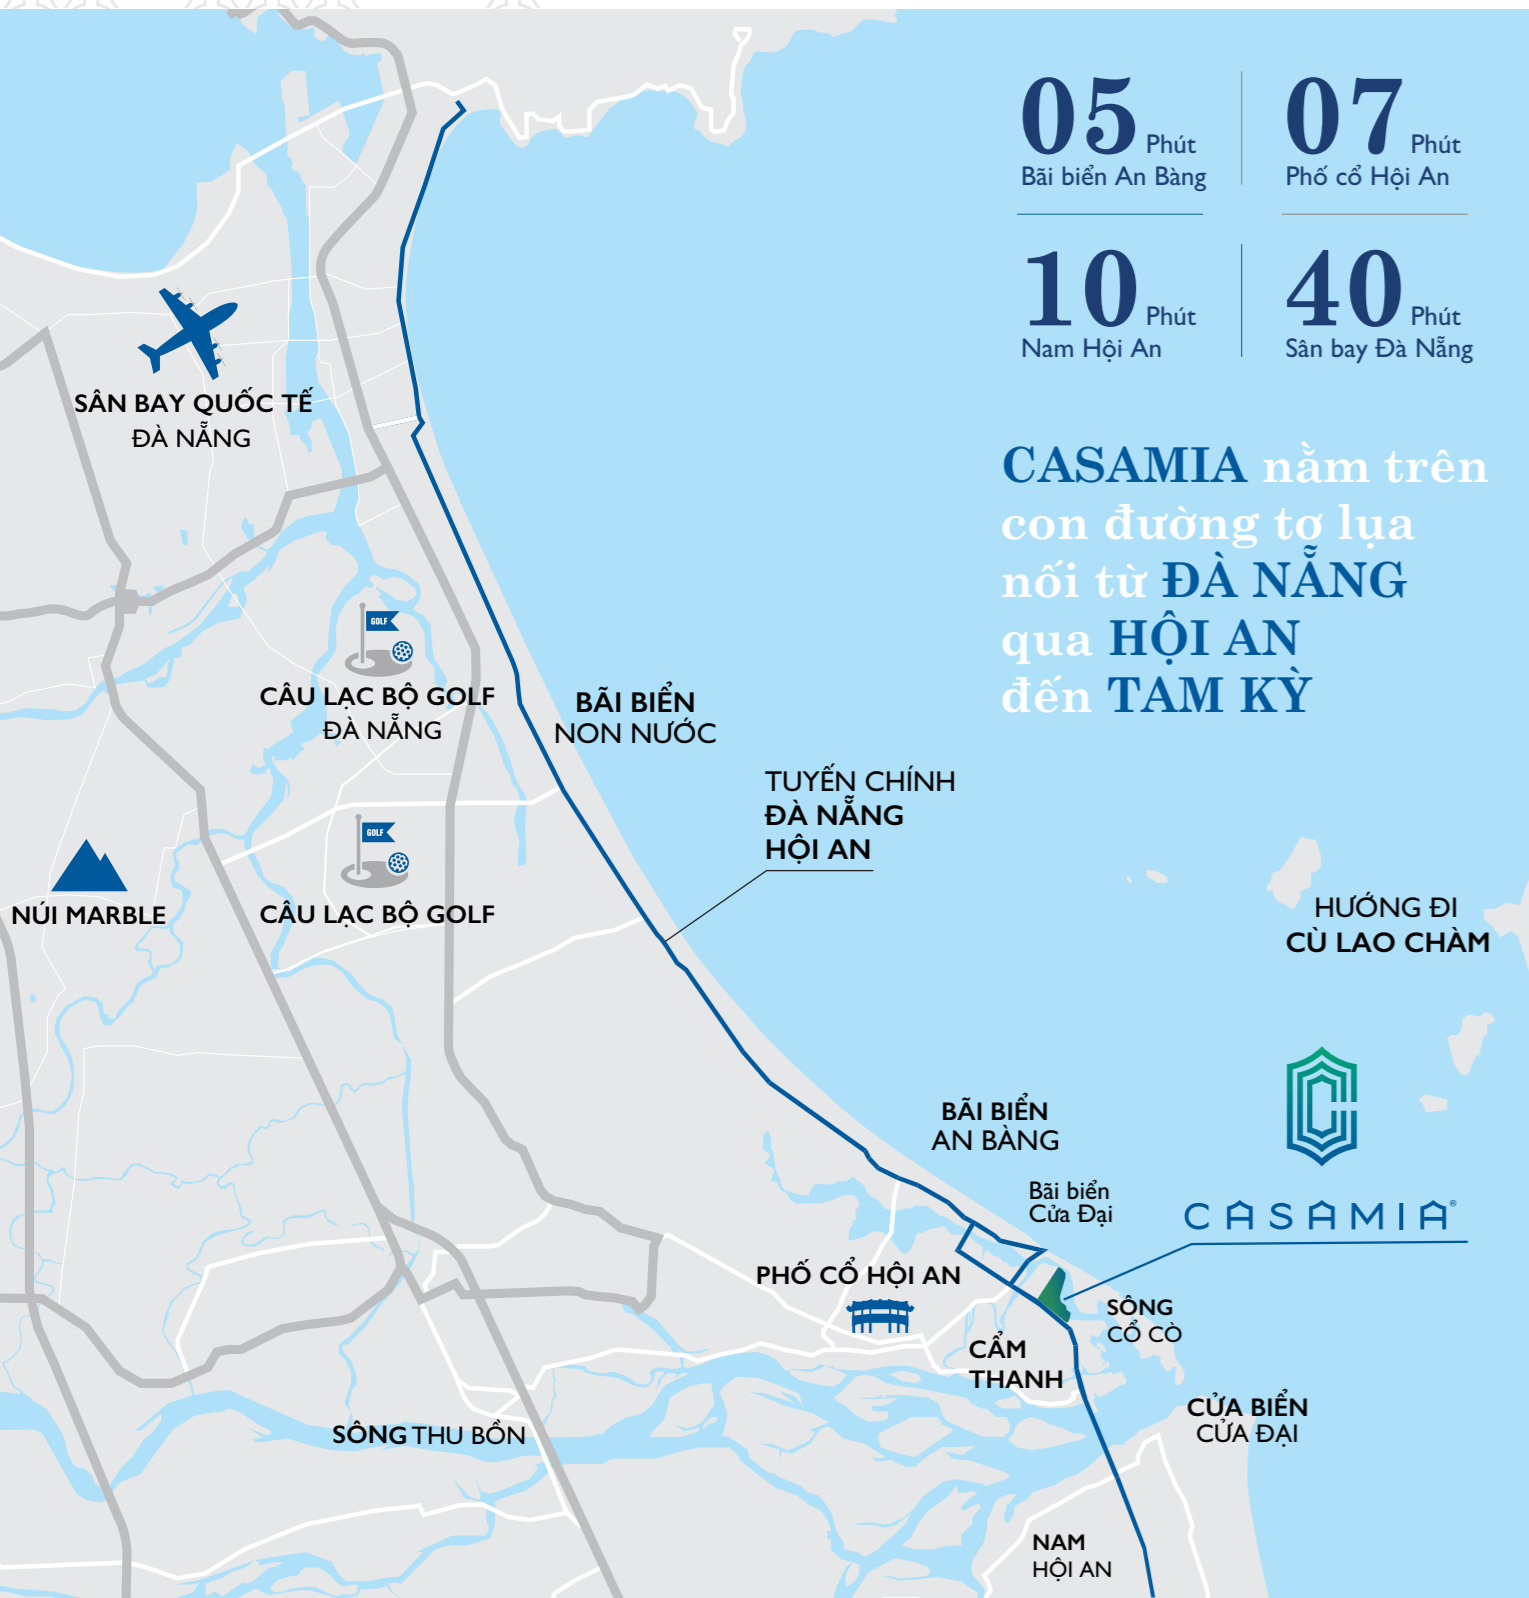 05 Phút
Bãi biển An Bàng
07 Phút
Phố cổ Hội An
10 Phút
Nam Hội An
40 Phút
Sân bay Đà Nẵng
CASAMIA nằm trên
con đường tơ lụa
nối từ ĐÀ NẴNG
qua HỘI AN
đến TAM KỲ
SÂN BAY QUỐC TẾ
ĐÀ NẴNG
GOLF
CÂU LẠC BỘ GOLF
ĐÀ NẴNG
BÃI BIỂN
NON NƯỚC
TUYẾN CHÍNH
ĐÀ NẴNG
HỘI AN
GOLF
CÂU LẠC BỘ GOLF
NÚI MARBLE
HƯỚNG ĐI
CÙ LAO CHÀM
BÃI BIỂN
AN BÀNG
Bãi biển
Cửa Đại
CASAMIA®
PHỐ CỔ HỘI AN
SÔNG
CỔ CÒ
CẨM
THANH
CỬA BIỂN
CỬA ĐẠI
SÔNG THU BỒN
NAM
HỘI AN